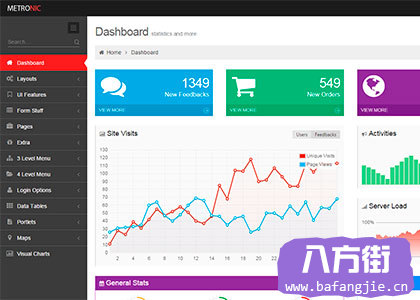 METRONIC
Search...
Dashboard
Layouts
UI Features
Form Stuff
Pages
Extra
3 Level Menu
4 Level Menu
Login Options
Data Tables
Portlets
Maps
Visual Charts
Dashboard statistics and more
Home > Dashboard
1349
New Feedbacks
VIEW MORE
549
New Orders
VIEW MORE
VIEW MORE
Site Visits
Users Feedbacks
Unique Visits
Page Views
130
120
110
100
90
80
70
60
50
40
30
20
10
0
2 4 6 8 10 12 14 16 18 20 22 24
Activities
Server Load
100%
General Stats
八方街
www.bafangjie.cn